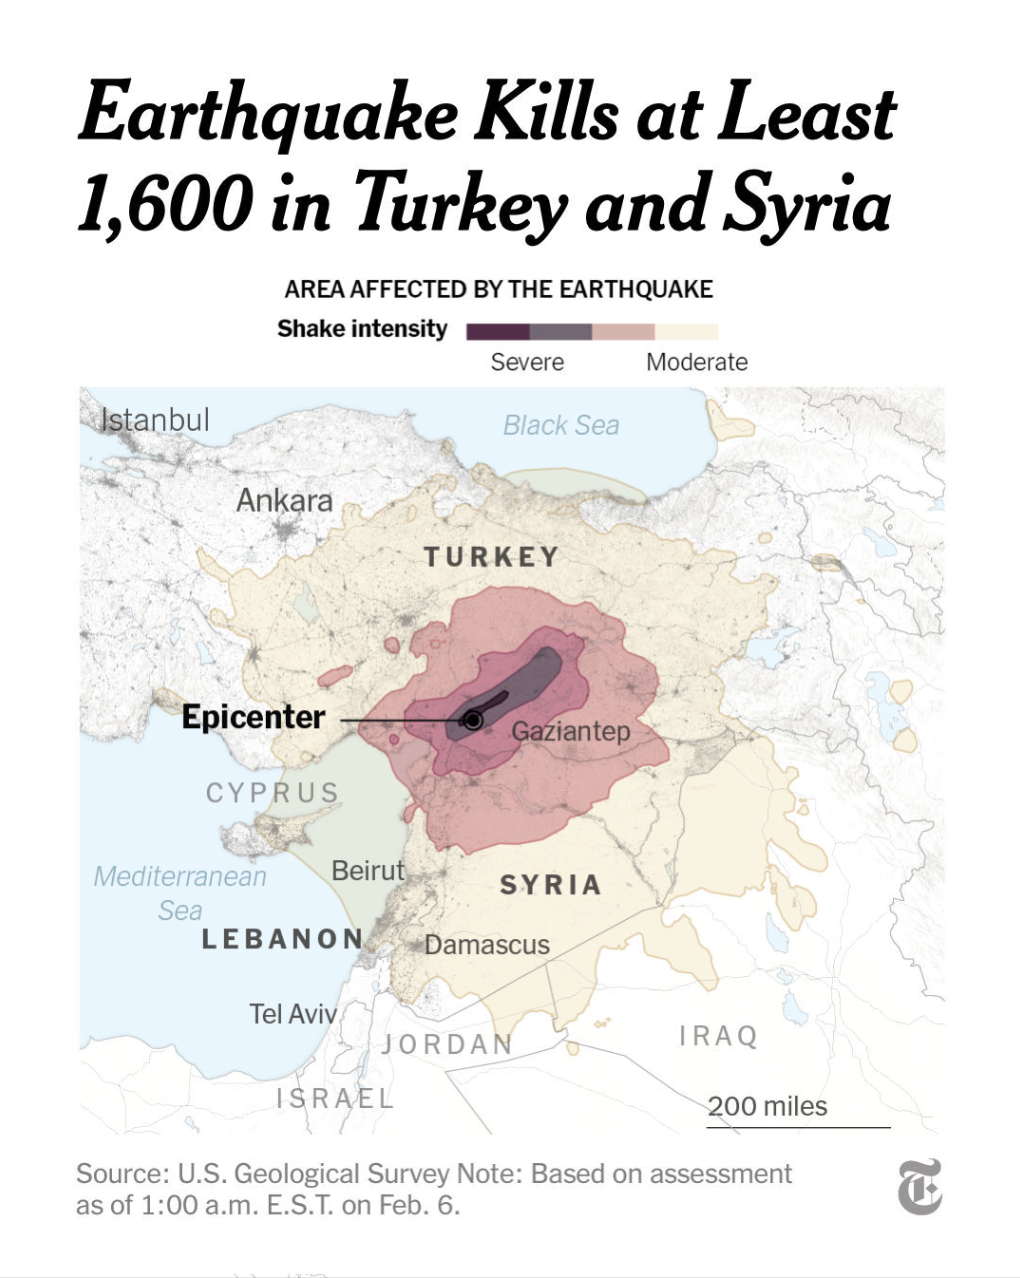 Earthquake Kills at Least
1,600 in Turkey and Syria
AREA AFFECTED BY THE EARTHQUAKE
Shake intensity
Severe
Moderate
Istanbul
Black Sea
Ankara
TURKEY
Epicenter
Gaziantep
CYPRUS
Beirut
Mediterranean
Sea
SYRIA
LEBANON
Damascus
Tel Aviv
JORDAN
IRAQ
ISRAEL
200 miles
Source: U.S. Geological Survey Note: Based on assessment
as of 1:00 a.m. E.S.T. on Feb. 6.
T